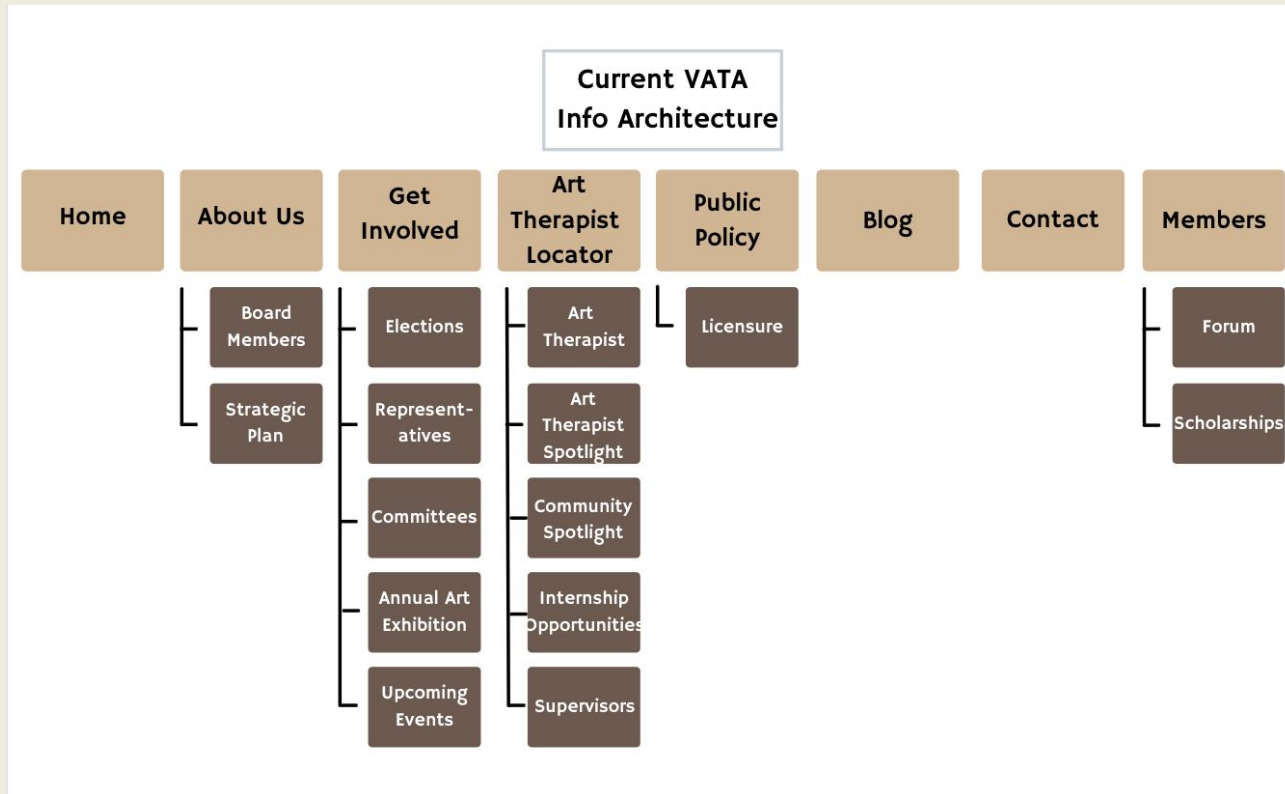 Current VATA
Info Architecture
Home
About Us
Get
Involved
Art
Therapist
Locator
Public
Policy
Blog
Contact
Members
Board
Members
Strategic
Plan
Elections
Represent-
atives
Committees
Annual Art
Exhibition
Upcoming
Events
Art
Therapist
Art
Therapist
Spotlight
Community
Spotlight
Internship
Opportunities
Supervisors
Licensure
Forum
Scholarships